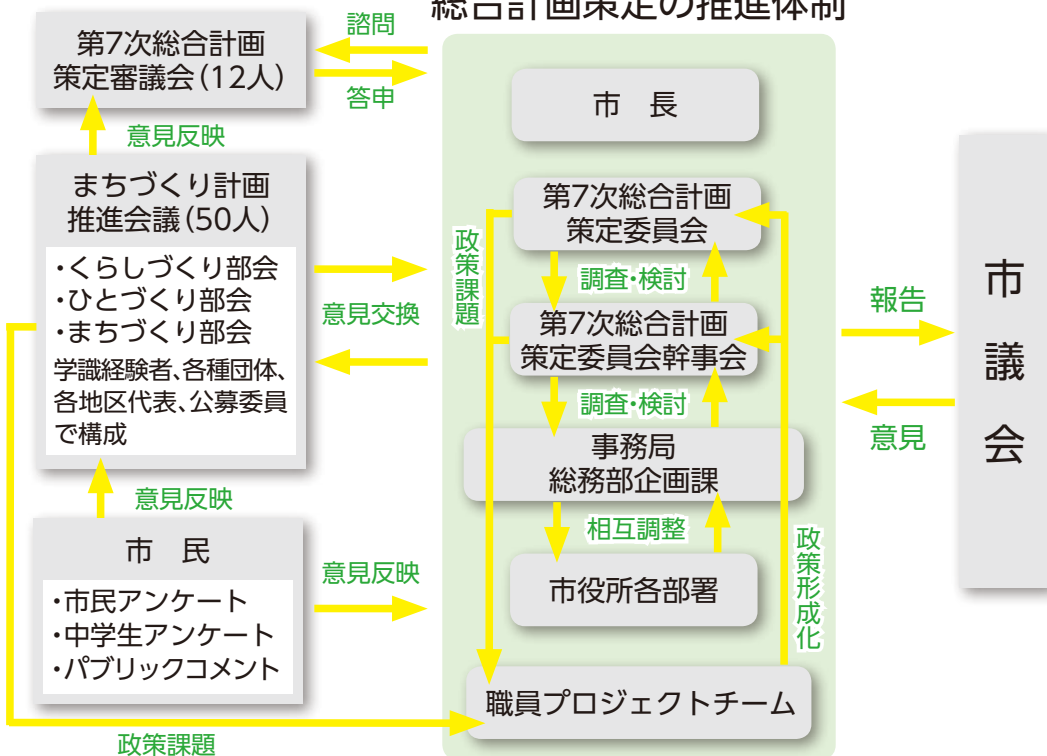 総合計画策定の推進体制
第7次総合計画
策定審議会(12人)
諮問
答申
意見反映
まちづくり計画
推進会議(50人)
・くらしづくり部会
・ひとづくり部会
・まちづくり部会
学識経験者、各種団体、
各地区代表、公募委員
で構成
意見交換
意見反映
市　民
・市民アンケート
・中学生アンケート
・パブリックコメント
意見反映
政策課題
市　長
第7次総合計画
策定委員会
政策課題
調査・検討
第7次総合計画
策定委員会幹事会
調査・検討
事務局
総務部企画課
相互調整
市役所各部署
政策形成化
職員プロジェクトチーム
報告
意見
市議会